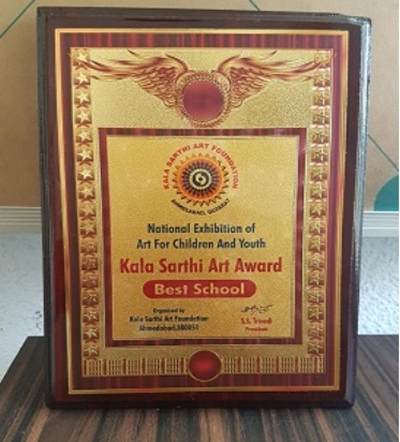 KALA SARTHI ART FOUNDATION
AHMEDABAD, GUJARAT
National Exhibition of
Art For Children And Youth
Kala Sarthi Art Award
Best School
Organised by
Kala Sarthi Art Foundation
Ahmedabad,380051
S.S. Trivedi
President